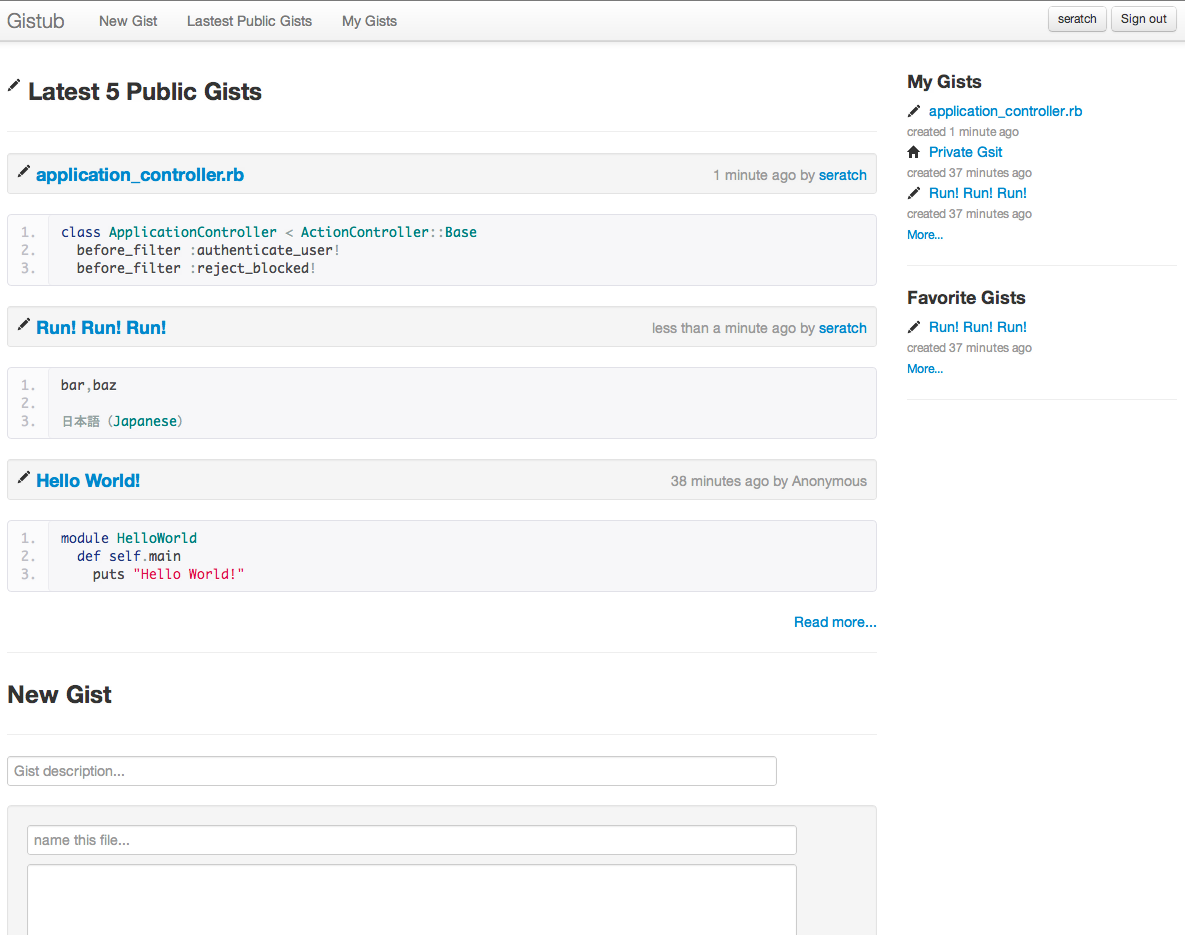 Gistub New Gist Lastest Public Gists My Gists seratch Sign out
Latest 5 Public Gists
application_controller.rb 1 minute ago by seratch
1. class ApplicationController < ActionController::Base
2. before_filter :authenticate_user!
3. before_filter :reject_blocked!
Run! Run! Run! less than a minute ago by seratch
1. bar,baz
2.
3. 日本語（Japanese）
Hello World! 38 minutes ago by Anonymous
1. module HelloWorld
2. def self.main
3. puts "Hello World!"
Read more...
New Gist
Gist description...
name this file...
My Gists
application_controller.rb
created 1 minute ago
Private Gsit
created 37 minutes ago
Run! Run! Run!
created 37 minutes ago
More...
Favorite Gists
Run! Run! Run!
created 37 minutes ago
More...